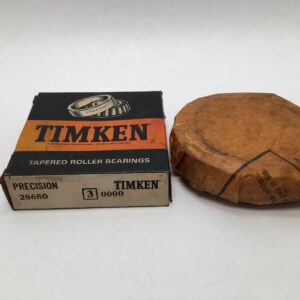 TIMKEN
TAPERED ROLLER BEARINGS
PRECISION TIMKEN
28680 3 0000